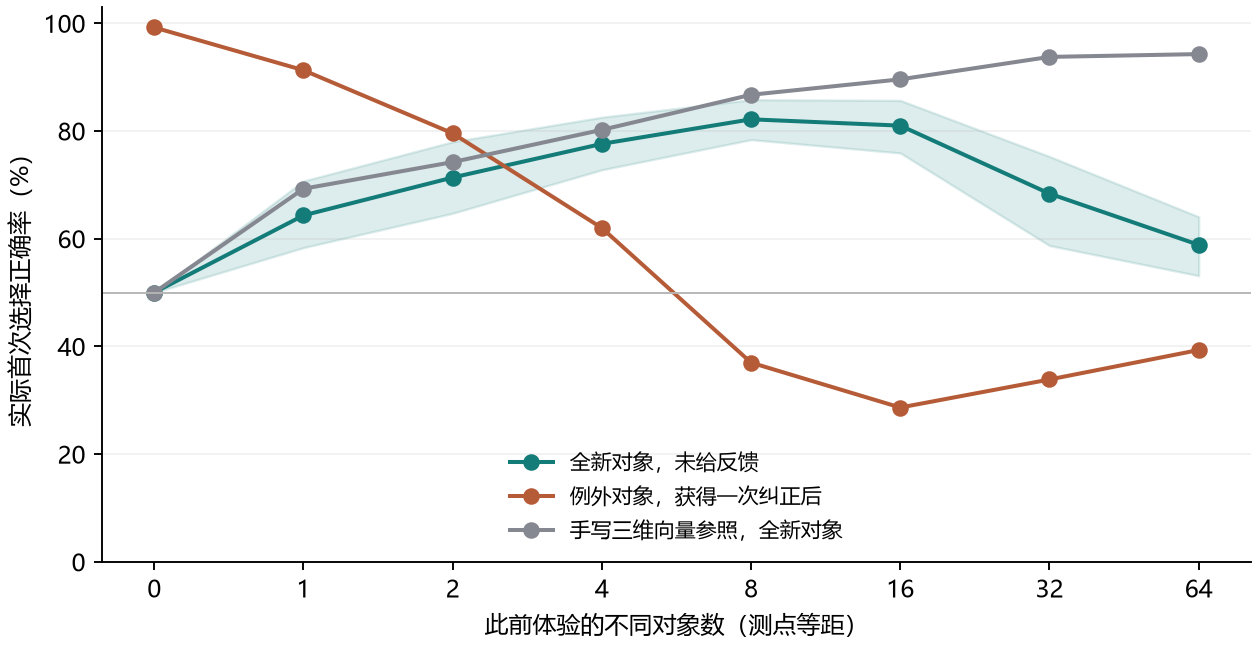 实际首次选择正确率（%）
100
80
60
40
20
0
全新对象，未给反馈
例外对象，获得一次纠正后
手写三维向量参照，全新对象
0 1 2 4 8 16 32 64
此前体验的不同对象数（测点等距）